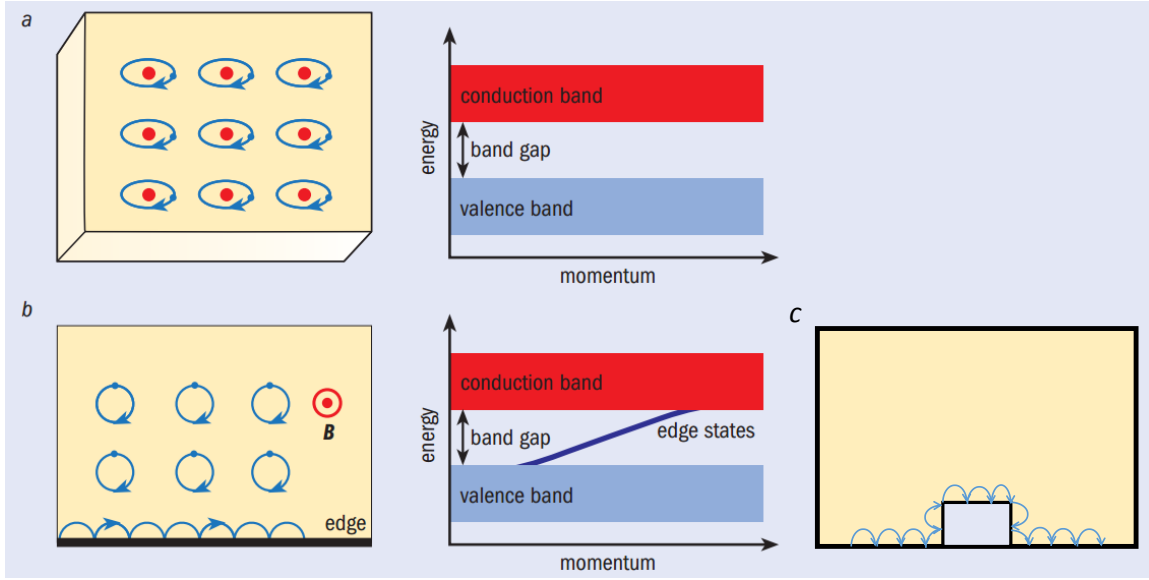 a
conduction band
band gap
valence band
energy
momentum
b
B
edge
conduction band
band gap
edge states
valence band
energy
momentum
c